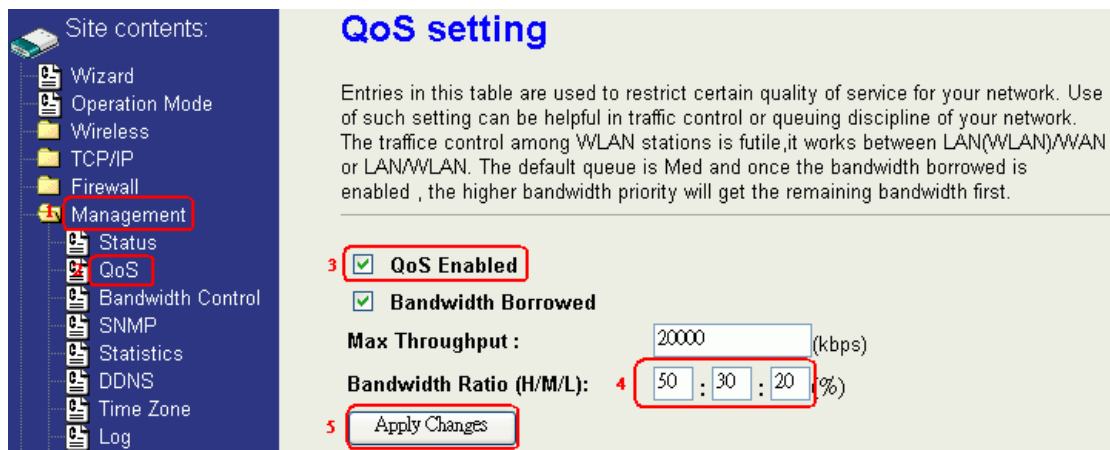 Site contents:
Wizard
Operation Mode
Wireless
TCP/IP
Firewall
1 Management
Status
2 QoS
Bandwidth Control
SNMP
Statistics
DDNS
Time Zone
Log
QoS setting
Entries in this table are used to restrict certain quality of service for your network. Use
of such setting can be helpful in traffic control or queuing discipline of your network.
The traffice control among WLAN stations is futile,it works between LAN(WLAN)/WAN
or LAN/WLAN. The default queue is Med and once the bandwidth borrowed is
enabled , the higher bandwidth priority will get the remaining bandwidth first.
3 QoS Enabled
Bandwidth Borrowed
Max Throughput : 20000 (kbps)
Bandwidth Ratio (H/M/L): 4 50 : 30 : 20 (%)
5 Apply Changes